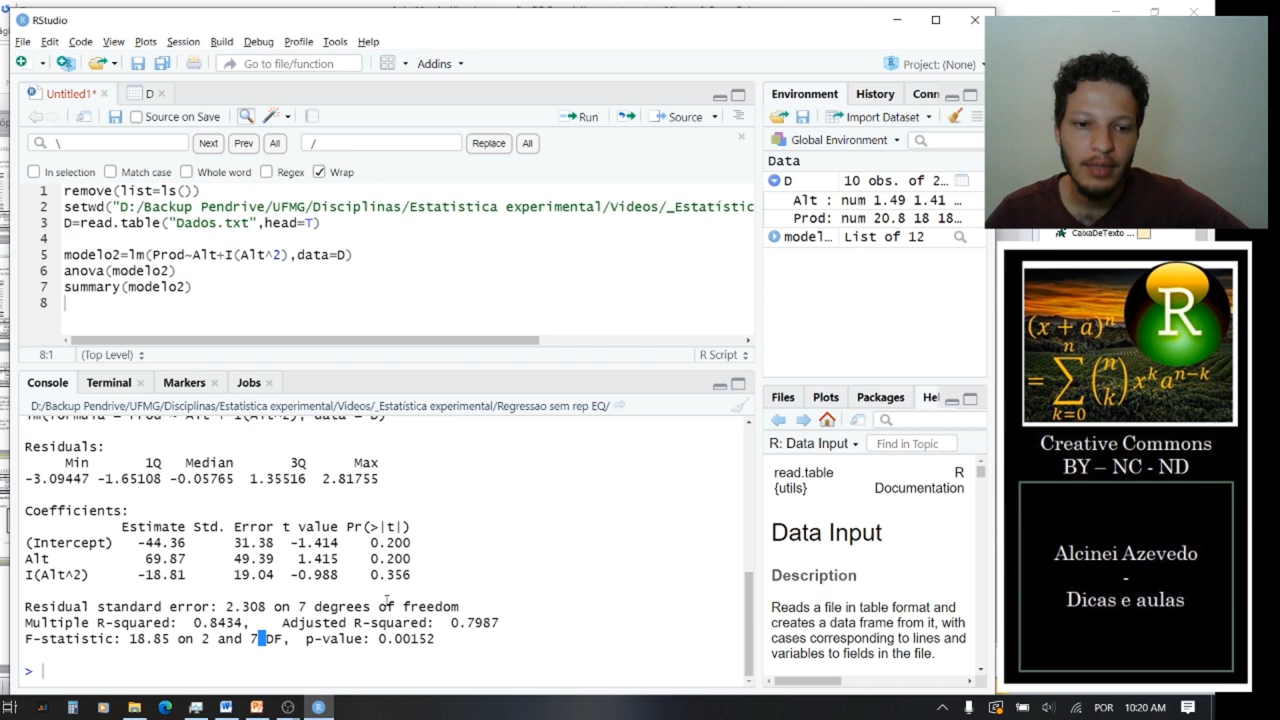 RStudio
File Edit Code View Plots Session Build Debug Profile Tools Help
Go to file/function
Addins
Project: (None)
Untitled1*
D
Source on Save
Run
Source
\
Next
Prev
All
/
Replace
All
In selection
Match case
Whole word
Regex
Wrap
1 remove(list=ls())
2 setwd("D:/Backup Pendrive/UFMG/Disciplinas/Estatistica experimental/Videos/_Estatístic
3 D=read.table("Dados.txt",head=T)
4
5 modelo2=lm(Prod~Alt+I(Alt^2),data=D)
6 anova(modelo2)
7 summary(modelo2)
8
8:1 (Top Level)
R Script
Console Terminal Markers Jobs
D:/Backup Pendrive/UFMG/Disciplinas/Estatistica experimental/Videos/_Estatística experimental/Regressao sem rep EQ/
Residuals:
Min 1Q Median 3Q Max
-3.09447 -1.65108 -0.05765 1.35516 2.81755
Coefficients:
Estimate Std. Error t value Pr(>|t|)
(Intercept) -44.36 31.38 -1.414 0.200
Alt 69.87 49.39 1.415 0.200
I(Alt^2) -18.81 19.04 -0.988 0.356
Residual standard error: 2.308 on 7 degrees of freedom
Multiple R-squared: 0.8434, Adjusted R-squared: 0.7987
F-statistic: 18.85 on 2 and 7 DF, p-value: 0.00152
>
Environment History Conn
Import Dataset
Global Environment
Data
D 10 obs. of 2…
Alt : num 1.49 1.41 …
Prod: num 20.8 18 18…
model… List of 12
Files Plots Packages Hel
R: Data Input
Find in Topic
read.table R
{utils} Documentation
Data Input
Description
Reads a file in table format and
creates a data frame from it, with
cases corresponding to lines and
variables to fields in the file.
CaixaDeTexto ...
R
(x + a)^n
= ∑ n k=0 (n k) x^k a^{n-k}
Creative Commons
BY – NC - ND
Alcinei Azevedo
-
Dicas e aulas
POR 10:20 AM